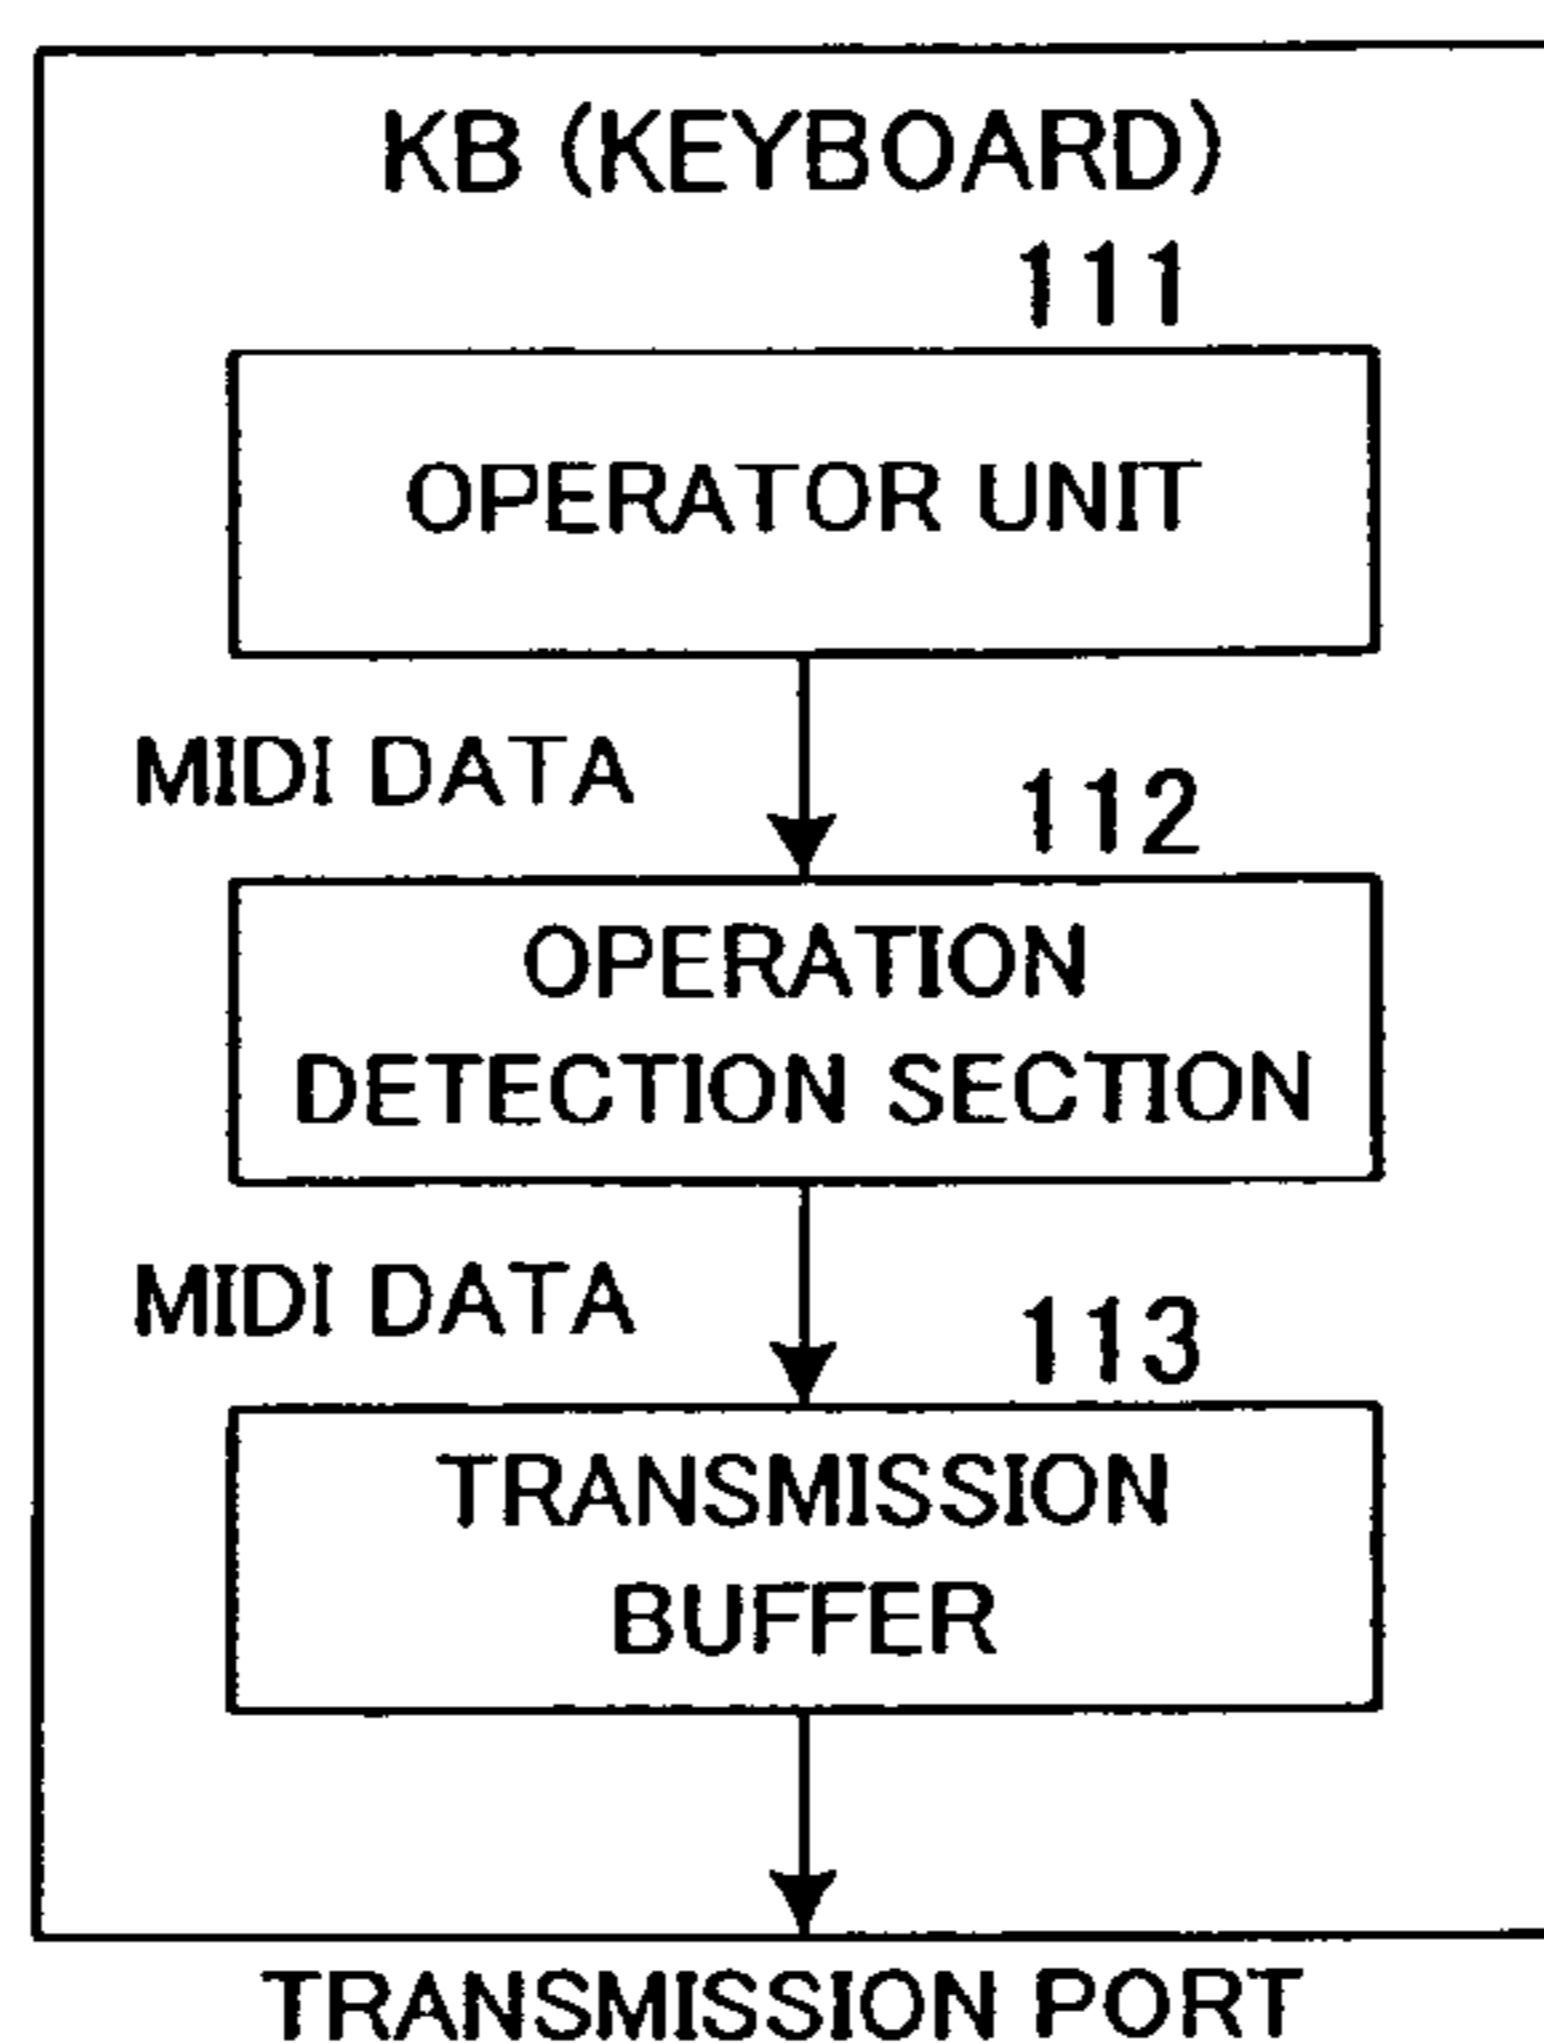 KB (KEYBOARD)
111
OPERATOR UNIT
MIDI DATA
112
OPERATION
DETECTION SECTION
MIDI DATA
113
TRANSMISSION
BUFFER
TRANSMISSION PORT